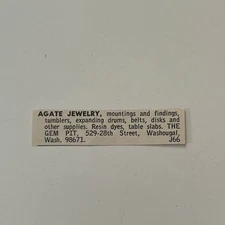 AGATE JEWELRY, mountings and findings,
tumblers, expanding drums, belts, disks and
other supplies. Resin dyes, table slabs. THE
GEM PIT, 529-28th Street, Washougal,
Wash. 98671. J66